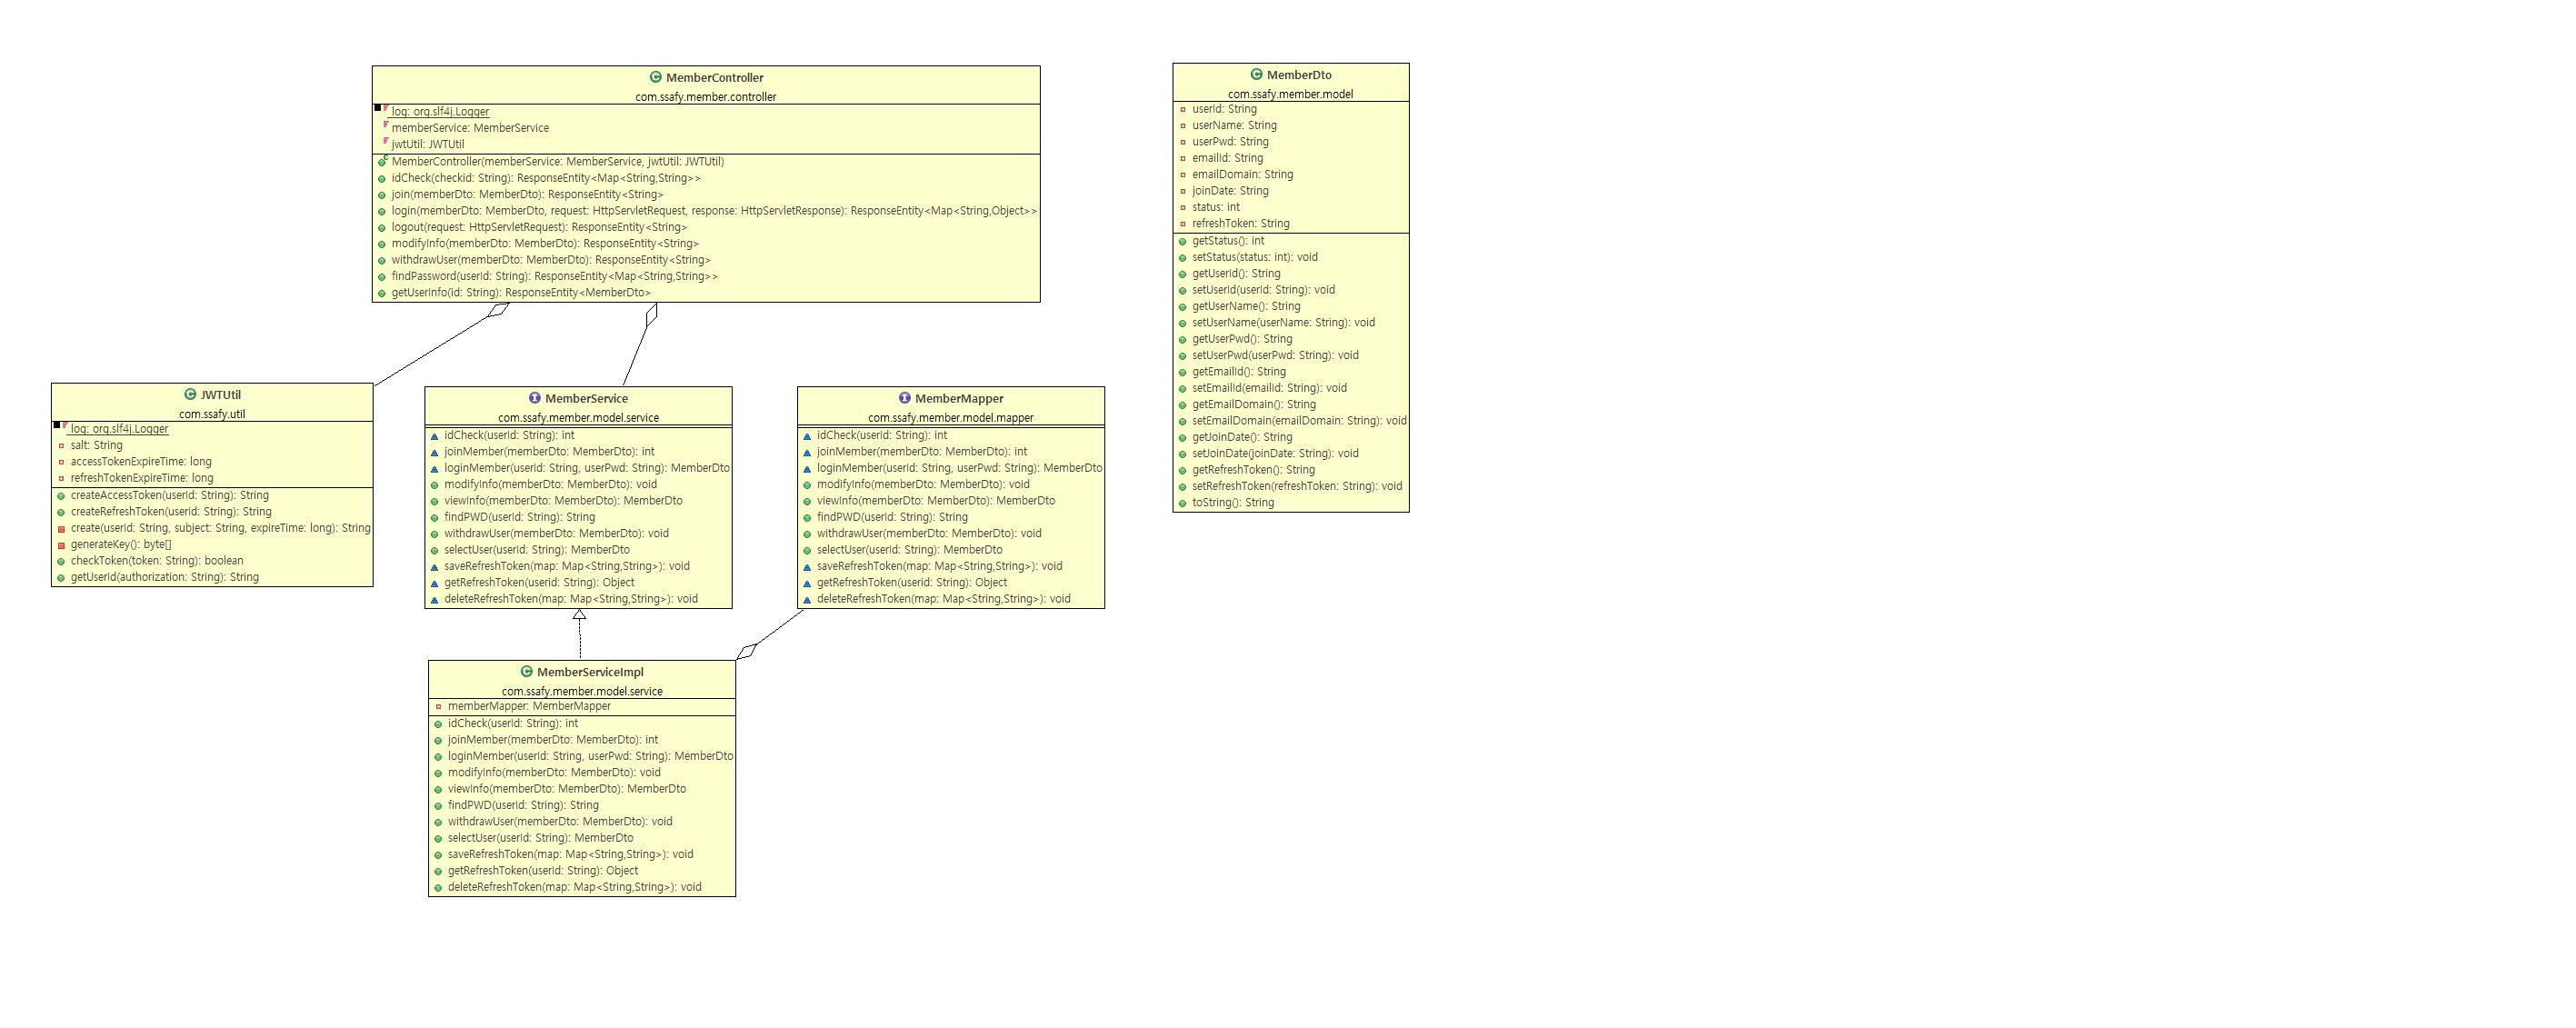 MemberController
com.ssafy.member.controller
log: org.slf4j.Logger
memberService: MemberService
jwtUtil: JWTUtil
MemberController(memberService: MemberService, jwtUtil: JWTUtil)
idCheck(checkid: String): ResponseEntity<Map<String,String>>
join(memberDto: MemberDto): ResponseEntity<String>
login(memberDto: MemberDto, request: HttpServletRequest, response: HttpServletResponse): ResponseEntity<Map<String,Object>>
logout(request: HttpServletRequest): ResponseEntity<String>
modifyInfo(memberDto: MemberDto): ResponseEntity<String>
withdrawUser(memberDto: MemberDto): ResponseEntity<String>
findPassword(userId: String): ResponseEntity<Map<String,String>>
getUserInfo(id: String): ResponseEntity<MemberDto>
MemberDto
com.ssafy.member.model
userId: String
userName: String
userPwd: String
emailId: String
emailDomain: String
joinDate: String
status: int
refreshToken: String
getStatus(): int
setStatus(status: int): void
getUserId(): String
setUserId(userId: String): void
getUserName(): String
setUserName(userName: String): void
getUserPwd(): String
setUserPwd(userPwd: String): void
getEmailId(): String
setEmailId(emailId: String): void
getEmailDomain(): String
setEmailDomain(emailDomain: String): void
getJoinDate(): String
setJoinDate(joinDate: String): void
getRefreshToken(): String
setRefreshToken(refreshToken: String): void
toString(): String
JWTUtil
com.ssafy.util
log: org.slf4j.Logger
salt: String
accessTokenExpireTime: long
refreshTokenExpireTime: long
createAccessToken(userId: String): String
createRefreshToken(userId: String): String
create(userId: String, subject: String, expireTime: long): String
generateKey(): byte[]
checkToken(token: String): boolean
getUserId(authorization: String): String
MemberService
com.ssafy.member.model.service
idCheck(userId: String): int
joinMember(memberDto: MemberDto): int
loginMember(userId: String, userPwd: String): MemberDto
modifyInfo(memberDto: MemberDto): void
viewInfo(memberDto: MemberDto): MemberDto
findPWD(userId: String): String
withdrawUser(memberDto: MemberDto): void
selectUser(userId: String): MemberDto
saveRefreshToken(map: Map<String,String>): void
getRefreshToken(userid: String): Object
deleteRefreshToken(map: Map<String,String>): void
MemberMapper
com.ssafy.member.model.mapper
idCheck(userId: String): int
joinMember(memberDto: MemberDto): int
loginMember(userId: String, userPwd: String): MemberDto
modifyInfo(memberDto: MemberDto): void
viewInfo(memberDto: MemberDto): MemberDto
findPWD(userId: String): String
withdrawUser(memberDto: MemberDto): void
selectUser(userId: String): MemberDto
saveRefreshToken(map: Map<String,String>): void
getRefreshToken(userid: String): Object
deleteRefreshToken(map: Map<String,String>): void
MemberServiceImpl
com.ssafy.member.model.service
memberMapper: MemberMapper
idCheck(userId: String): int
joinMember(memberDto: MemberDto): int
loginMember(userId: String, userPwd: String): MemberDto
modifyInfo(memberDto: MemberDto): void
viewInfo(memberDto: MemberDto): MemberDto
findPWD(userId: String): String
withdrawUser(memberDto: MemberDto): void
selectUser(userId: String): MemberDto
saveRefreshToken(map: Map<String,String>): void
getRefreshToken(userId: String): Object
deleteRefreshToken(map: Map<String,String>): void